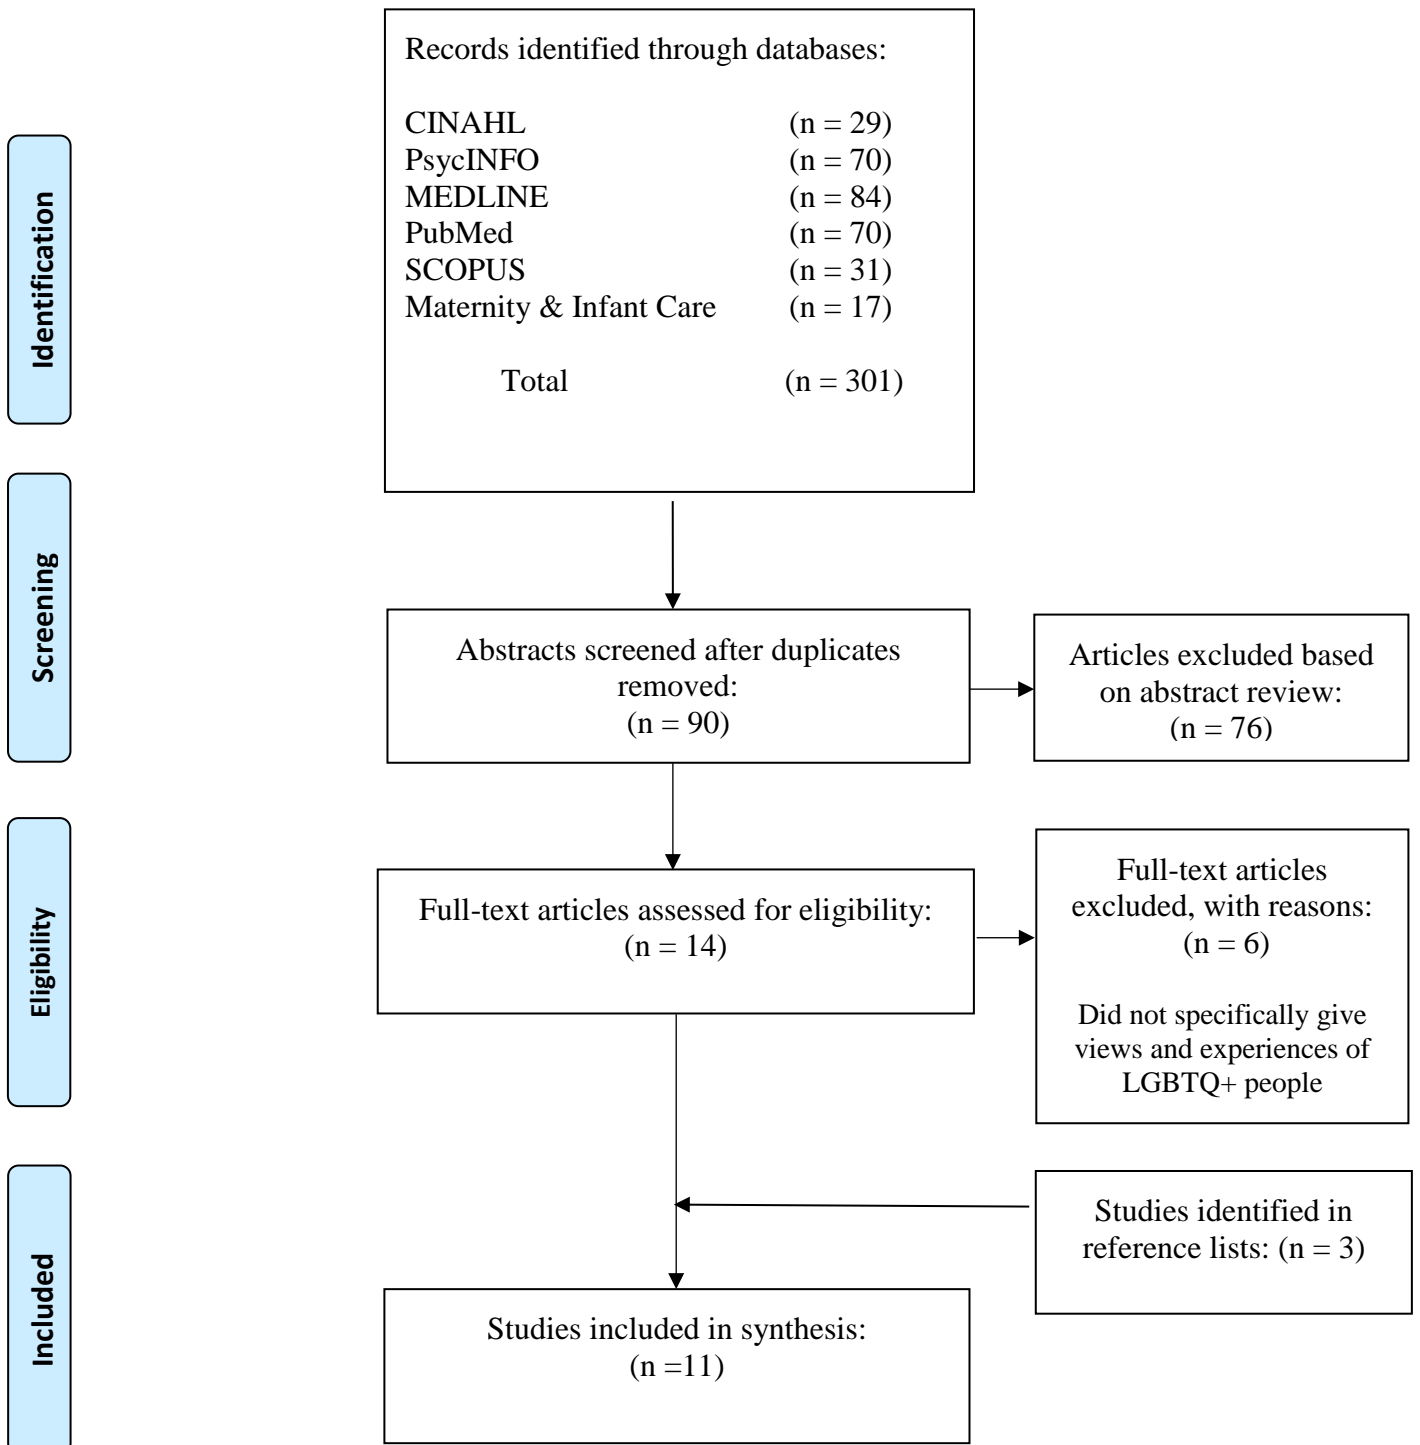 Records identified through databases:
CINAHL (n = 29)
PsycINFO (n = 70)
MEDLINE (n = 84)
PubMed (n = 70)
SCOPUS (n = 31)
Maternity & Infant Care (n = 17)
Total (n = 301)
Identification
Screening
Abstracts screened after duplicates
removed:
(n = 90)
Articles excluded based
on abstract review:
(n = 76)
Eligibility
Full-text articles assessed for eligibility:
(n = 14)
Full-text articles
excluded, with reasons:
(n = 6)
Did not specifically give
views and experiences of
LGBTQ+ people
Included
Studies identified in
reference lists: (n = 3)
Studies included in synthesis:
(n =11)